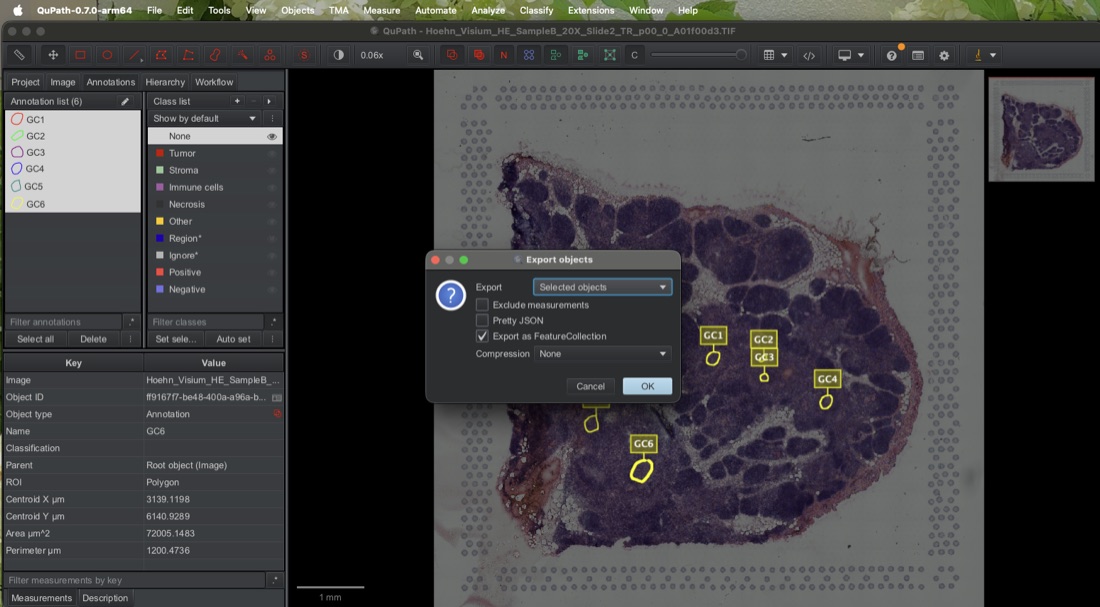 QuPath-0.7.0-arm64 File Edit Tools View Objects TMA Measure Automate Analyze Classify Extensions Window Help
QuPath - Hoehn_Visium_HE_SampleB_20X_Slide2_TR_p00_0_A01f00d3.TIF
S 0.06x N C
Project Image Annotations Hierarchy Workflow
Annotation list (6)
GC1
GC2
GC3
GC4
GC5
GC6
Filter annotations
Select all Delete
Class list + -
Show by default
None
Tumor
Stroma
Immune cells
Necrosis
Other
Region*
Ignore*
Positive
Negative
Filter classes
Set sele... Auto set
Key Value
Image Hoehn_Visium_HE_SampleB_...
Object ID ff9167f7-be48-400a-a96a-b...
Object type Annotation
Name GC6
Classification
Parent Root object (Image)
ROI Polygon
Centroid X µm 3139.1198
Centroid Y µm 6140.9289
Area µm^2 72005.1483
Perimeter µm 1200.4736
Filter measurements by key
Measurements Description
Export objects
Export Selected objects
Exclude measurements
Pretty JSON
Export as FeatureCollection
Compression None
Cancel OK
GC1
GC2
GC3
GC4
GC6
1 mm